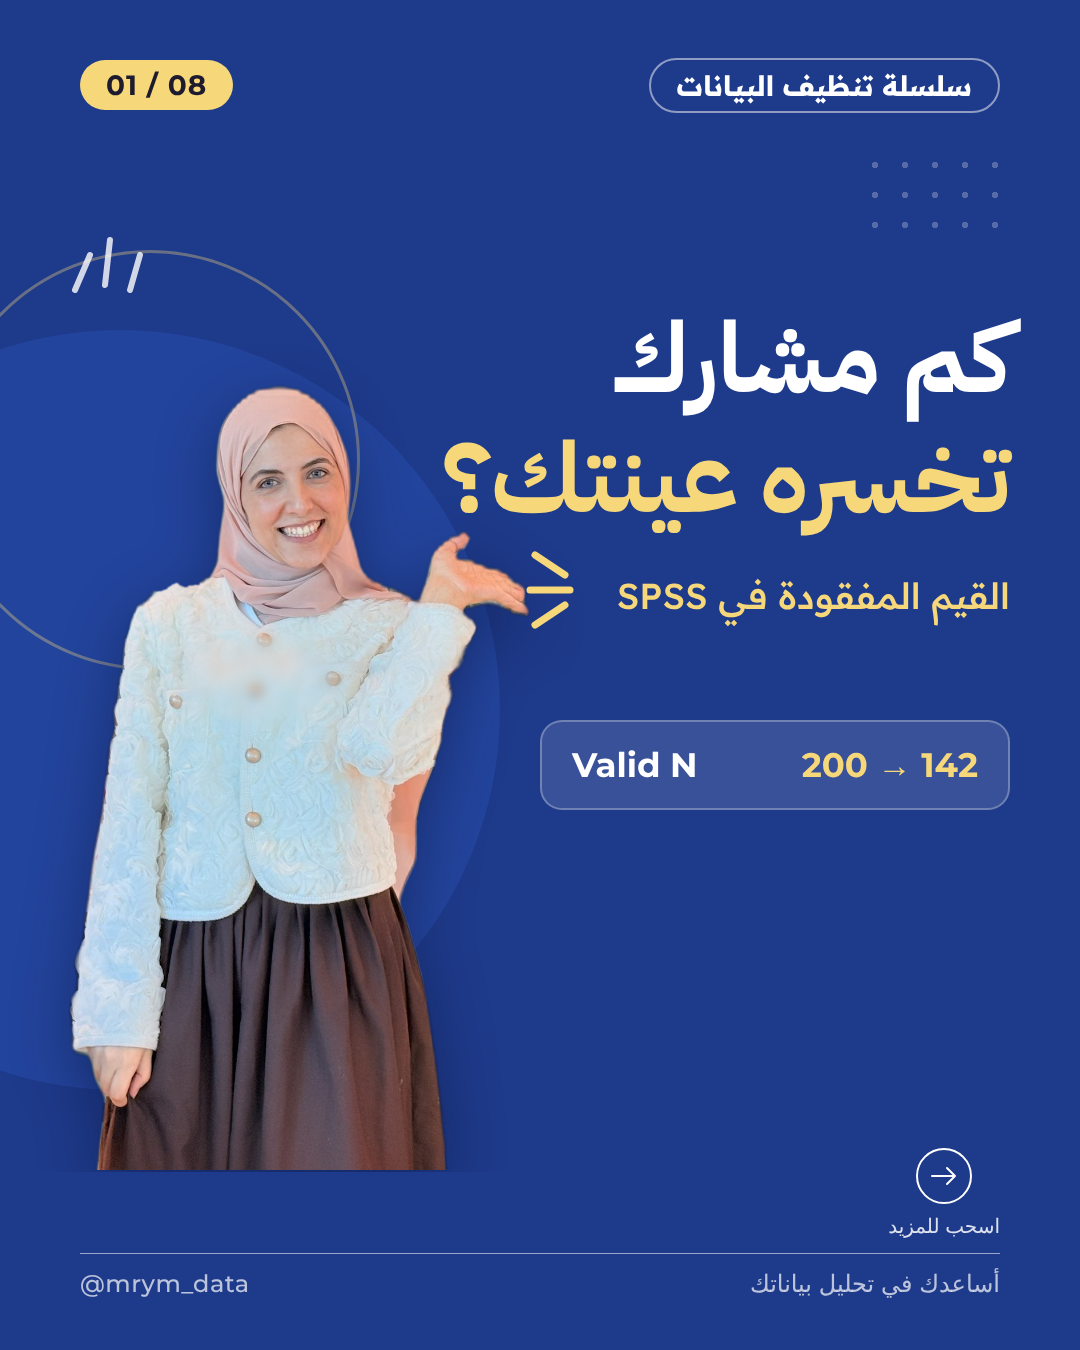 سلسلة تنظيف البيانات
01 / 08
كم مشارك
تخسره عينتك؟
القيم المفقودة في SPSS
Valid N 200 → 142
اسحب للمزيد
أساعدك في تحليل بياناتك
@mrym_data